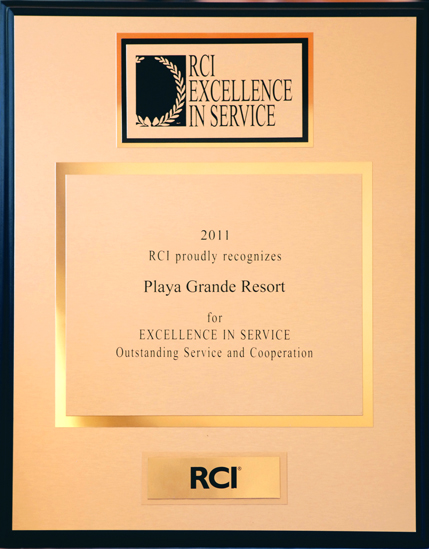 RCI
EXCELLENCE
IN SERVICE
2011
RCI proudly recognizes
Playa Grande Resort
for
EXCELLENCE IN SERVICE
Outstanding Service and Cooperation
RCI®